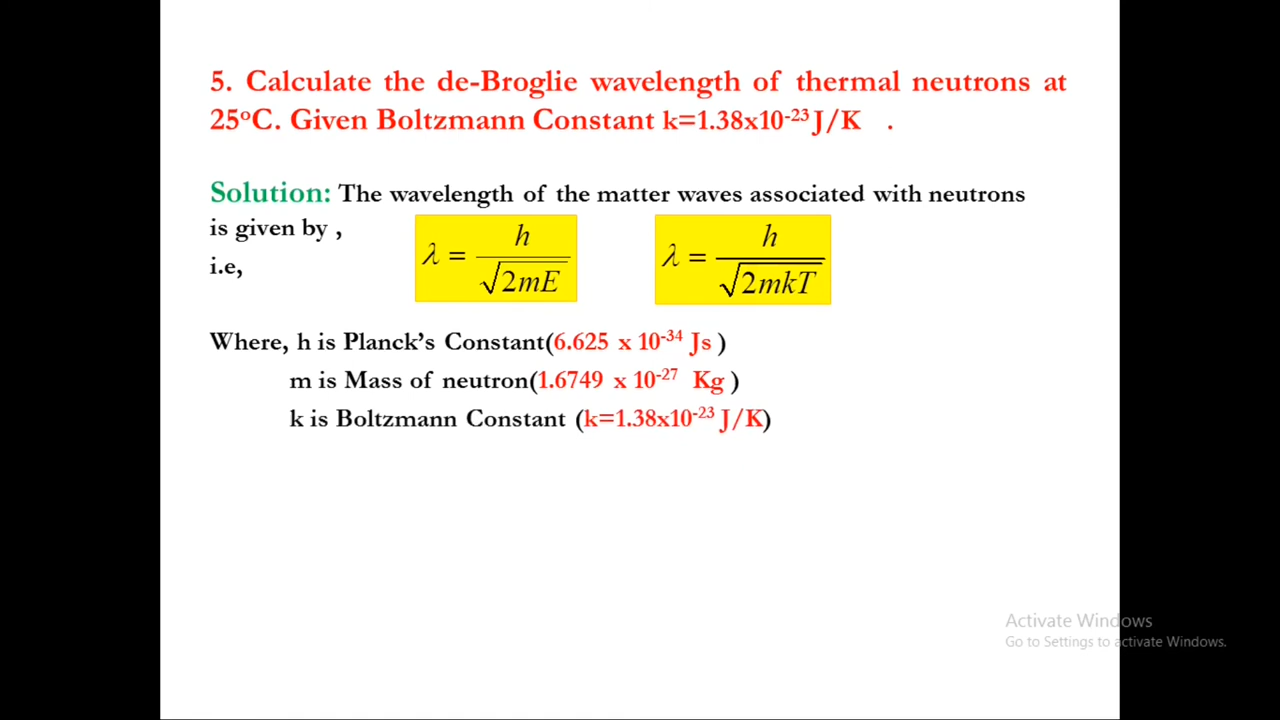 5. Calculate the de-Broglie wavelength of thermal neutrons at
25°C. Given Boltzmann Constant k=1.38x10⁻²³J/K .
Solution: The wavelength of the matter waves associated with neutrons
is given by ,
i.e,
λ = h / √2mE
λ = h / √2mkT
Where, h is Planck’s Constant(6.625 x 10⁻³⁴ Js )
m is Mass of neutron(1.6749 x 10⁻²⁷ Kg )
k is Boltzmann Constant (k=1.38x10⁻²³ J/K)
Activate Windows
Go to Settings to activate Windows.